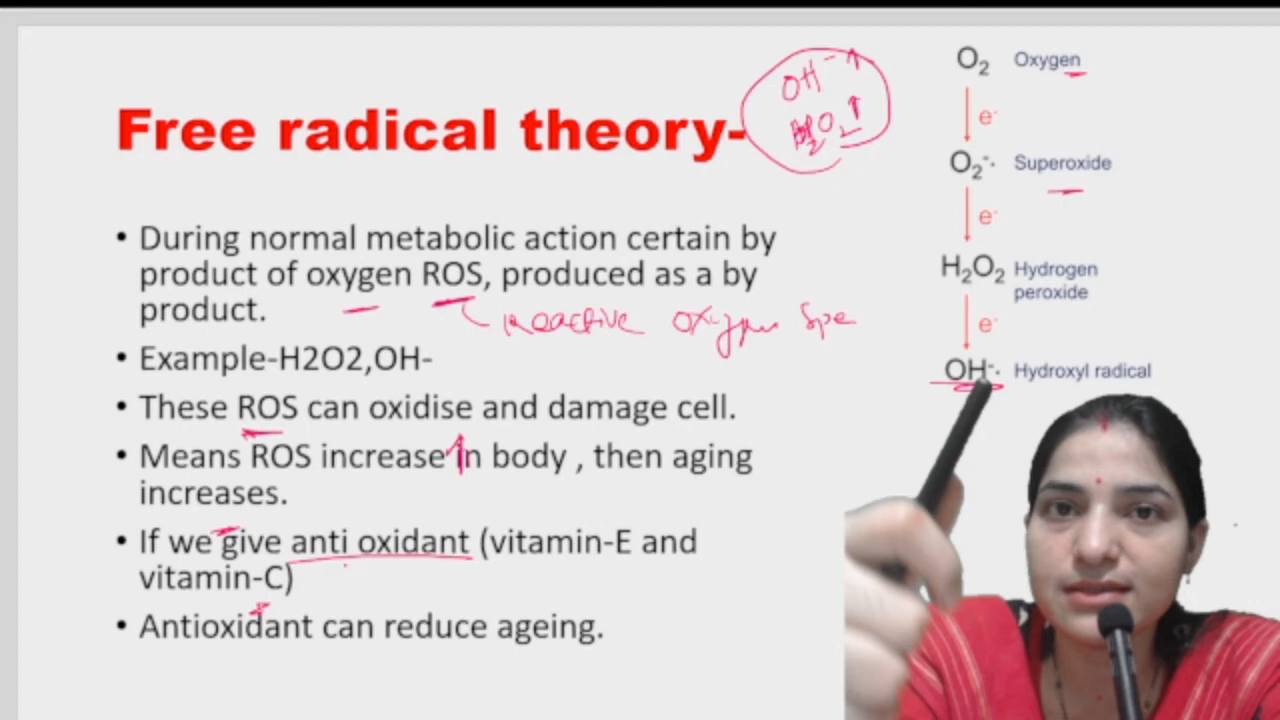 Free radical theory-
OH⁻ ↑
O₂ ↑
• During normal metabolic action certain by
product of oxygen ROS, produced as a by
product.
Reactive oxygen Spe
• Example-H2O2,OH-
• These ROS can oxidise and damage cell.
• Means ROS increase in body , then aging
increases.
• If we give anti oxidant (vitamin-E and
vitamin-C)
• Antioxidant can reduce ageing.
O₂ Oxygen
e⁻
O₂⁻· Superoxide
e⁻
H₂O₂ Hydrogen
peroxide
e⁻
OH⁻· Hydroxyl radical